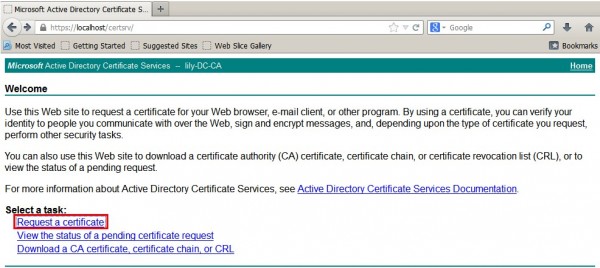 Microsoft Active Directory Certificate S...
https://localhost/certsrv/
Google
Most Visited Getting Started Suggested Sites Web Slice Gallery Bookmarks
Microsoft Active Directory Certificate Services -- lily-DC-CA Home
Welcome
Use this Web site to request a certificate for your Web browser, e-mail client, or other program. By using a certificate, you can verify your
identity to people you communicate with over the Web, sign and encrypt messages, and, depending upon the type of certificate you request,
perform other security tasks.
You can also use this Web site to download a certificate authority (CA) certificate, certificate chain, or certificate revocation list (CRL), or to
view the status of a pending request.
For more information about Active Directory Certificate Services, see Active Directory Certificate Services Documentation.
Select a task:
Request a certificate
View the status of a pending certificate request
Download a CA certificate, certificate chain, or CRL